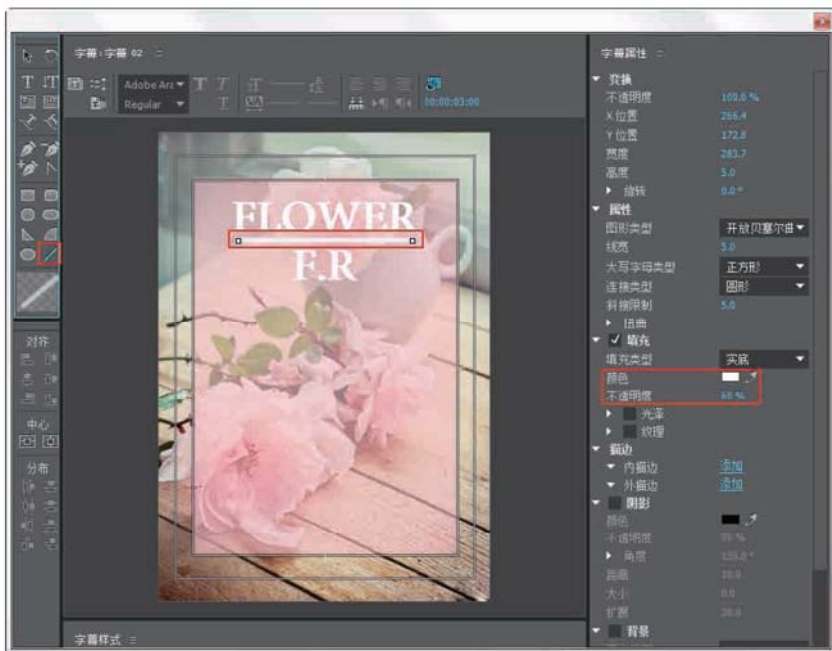 字幕:字幕 02
Adobe Ara
Regular
00:00:03:00
FLOWER
F.R
对齐
中心
分布
字幕样式
字幕属性
变换
不透明度 100.0 %
X 位置 266.4
Y 位置 172.8
宽度 283.7
高度 5.0
旋转 0.0 °
属性
图形类型 开放贝塞尔曲
线宽 5.0
大写字母类型 正方形
连接类型 圆形
斜接限制 5.0
扭曲
填充
填充类型 实底
颜色
不透明度 60 %
光泽
纹理
描边
内描边 添加
外描边 添加
阴影
颜色
不透明度
角度
距离 10.0
大小 0.0
扩展 30.0
背景